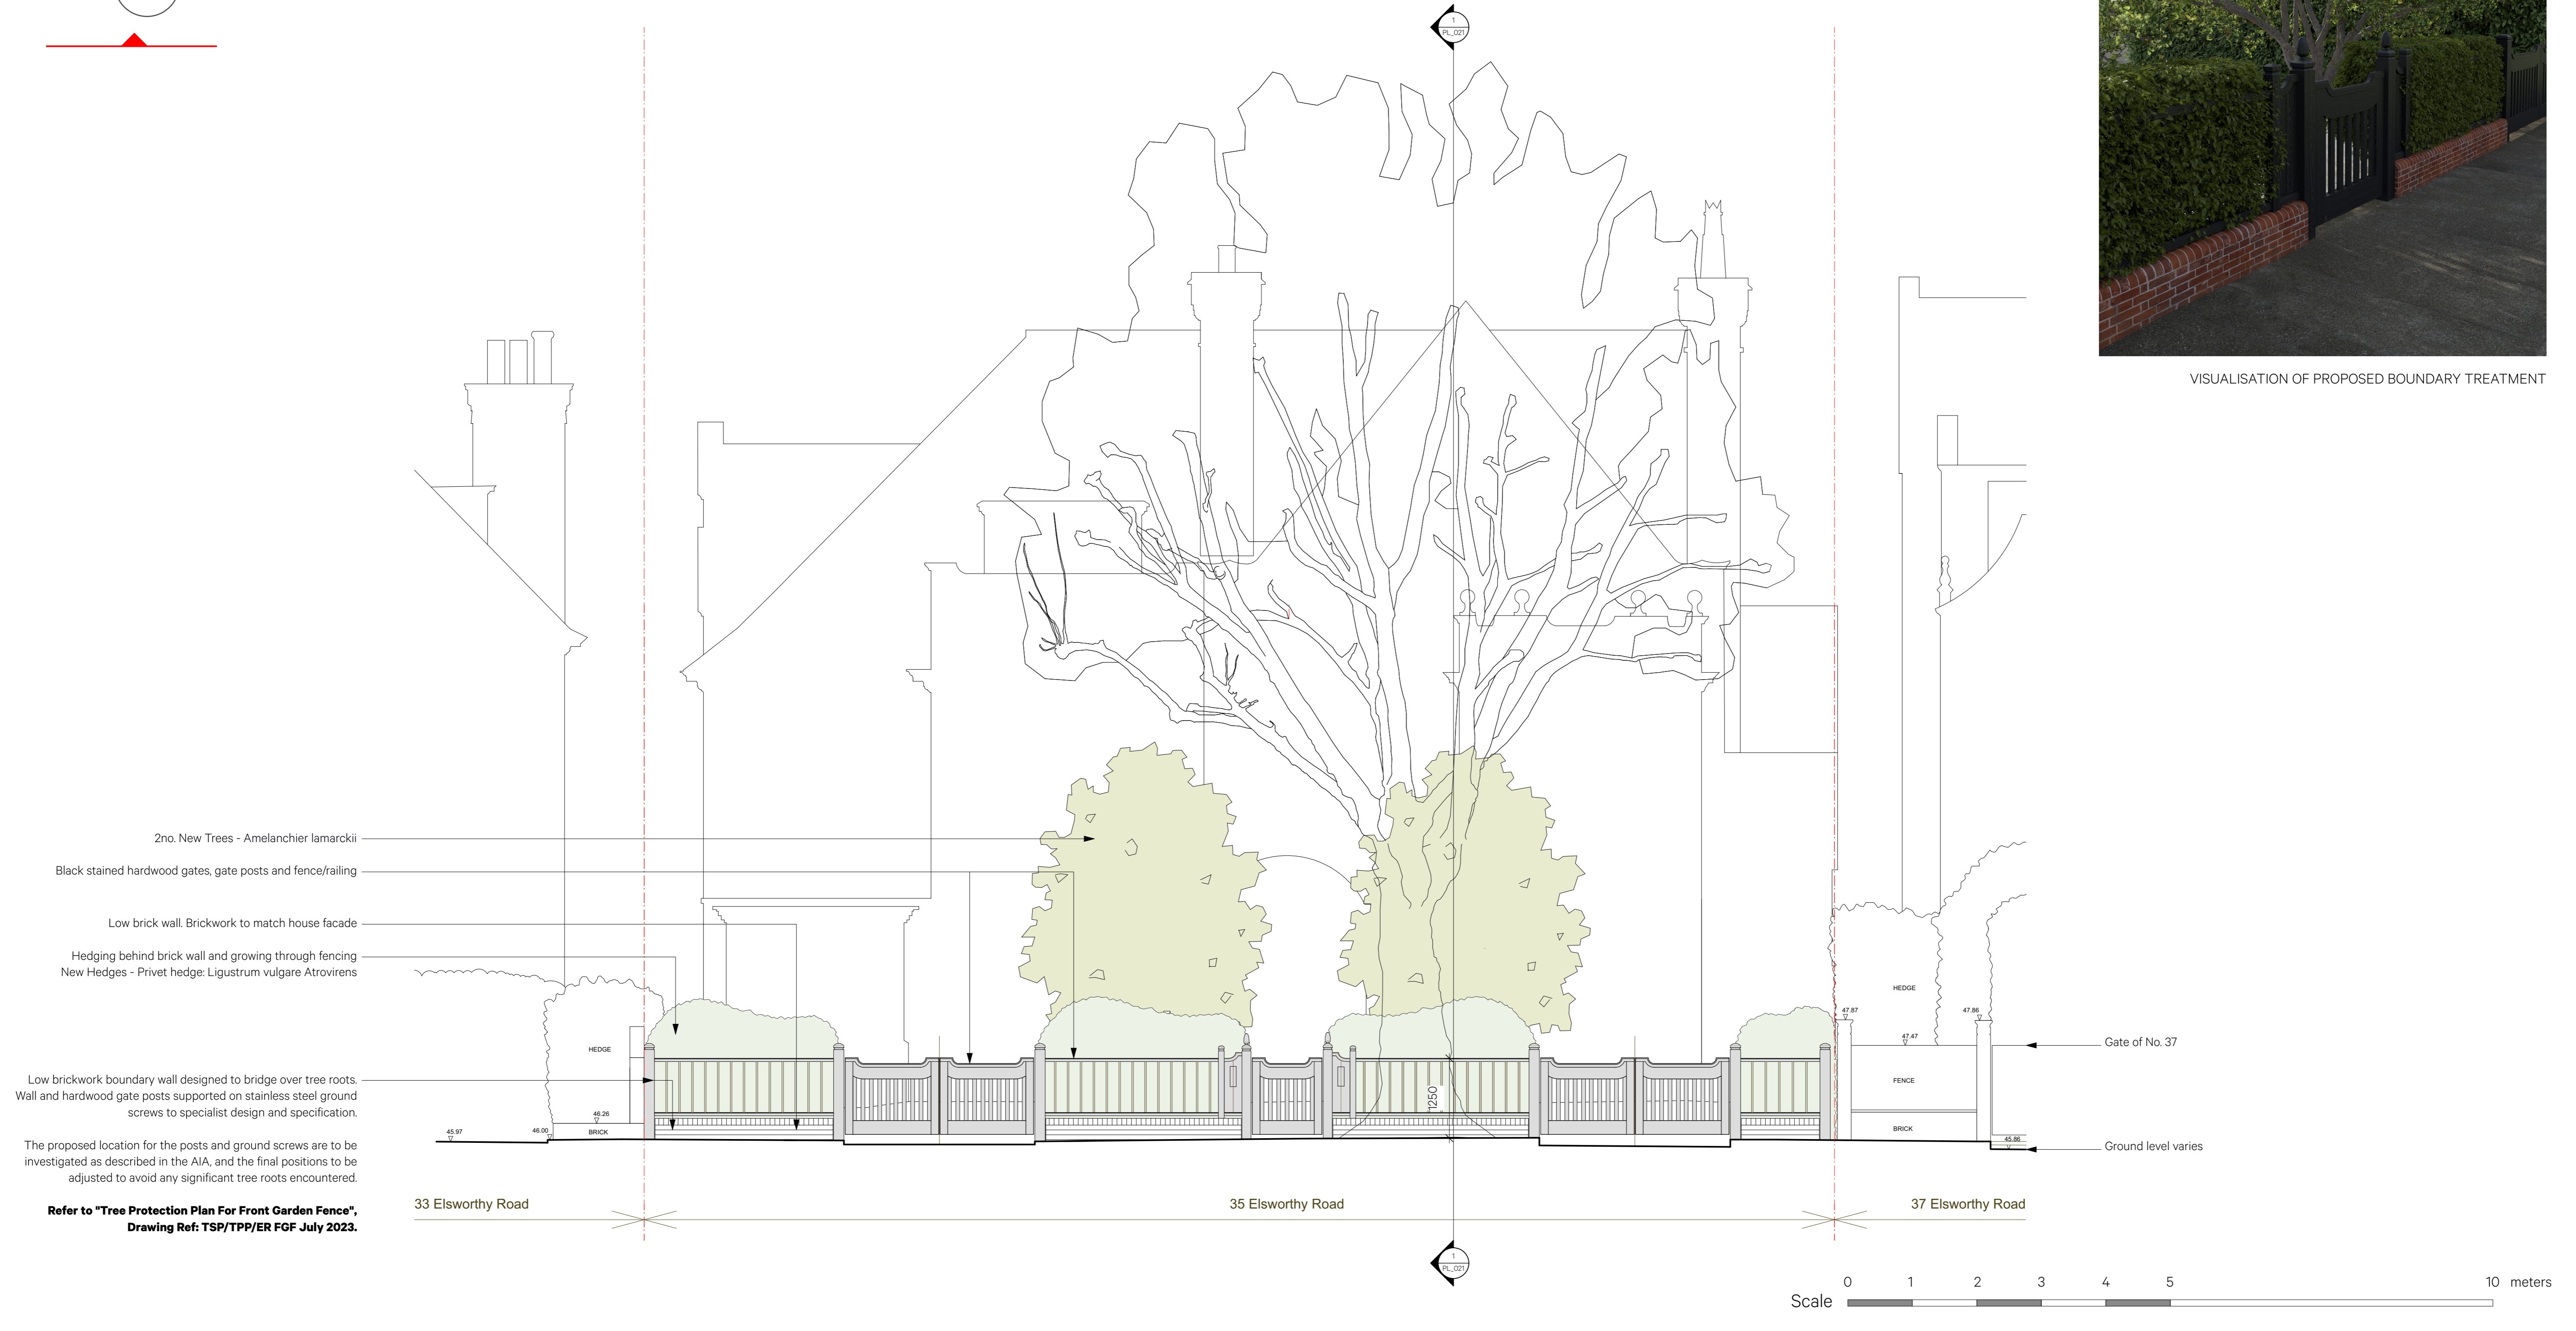 1
PL_021
VISUALISATION OF PROPOSED BOUNDARY TREATMENT
2no. New Trees - Amelanchier lamarckii
Black stained hardwood gates, gate posts and fence/railing
Low brick wall. Brickwork to match house facade
Hedging behind brick wall and growing through fencing
New Hedges - Privet hedge: Ligustrum vulgare Atrovirens
Low brickwork boundary wall designed to bridge over tree roots.
Wall and hardwood gate posts supported on stainless steel ground
screws to specialist design and specification.
The proposed location for the posts and ground screws are to be
investigated as described in the AIA, and the final positions to be
adjusted to avoid any significant tree roots encountered.
Refer to "Tree Protection Plan For Front Garden Fence",
Drawing Ref: TSP/TPP/ER FGF July 2023.
HEDGE
46.26
BRICK
45.97
46.00
1250
HEDGE
47.87
47.86
47.47
FENCE
BRICK
45.86
Gate of No. 37
Ground level varies
33 Elsworthy Road
35 Elsworthy Road
37 Elsworthy Road
1
PL_021
0 1 2 3 4 5 10 meters
Scale